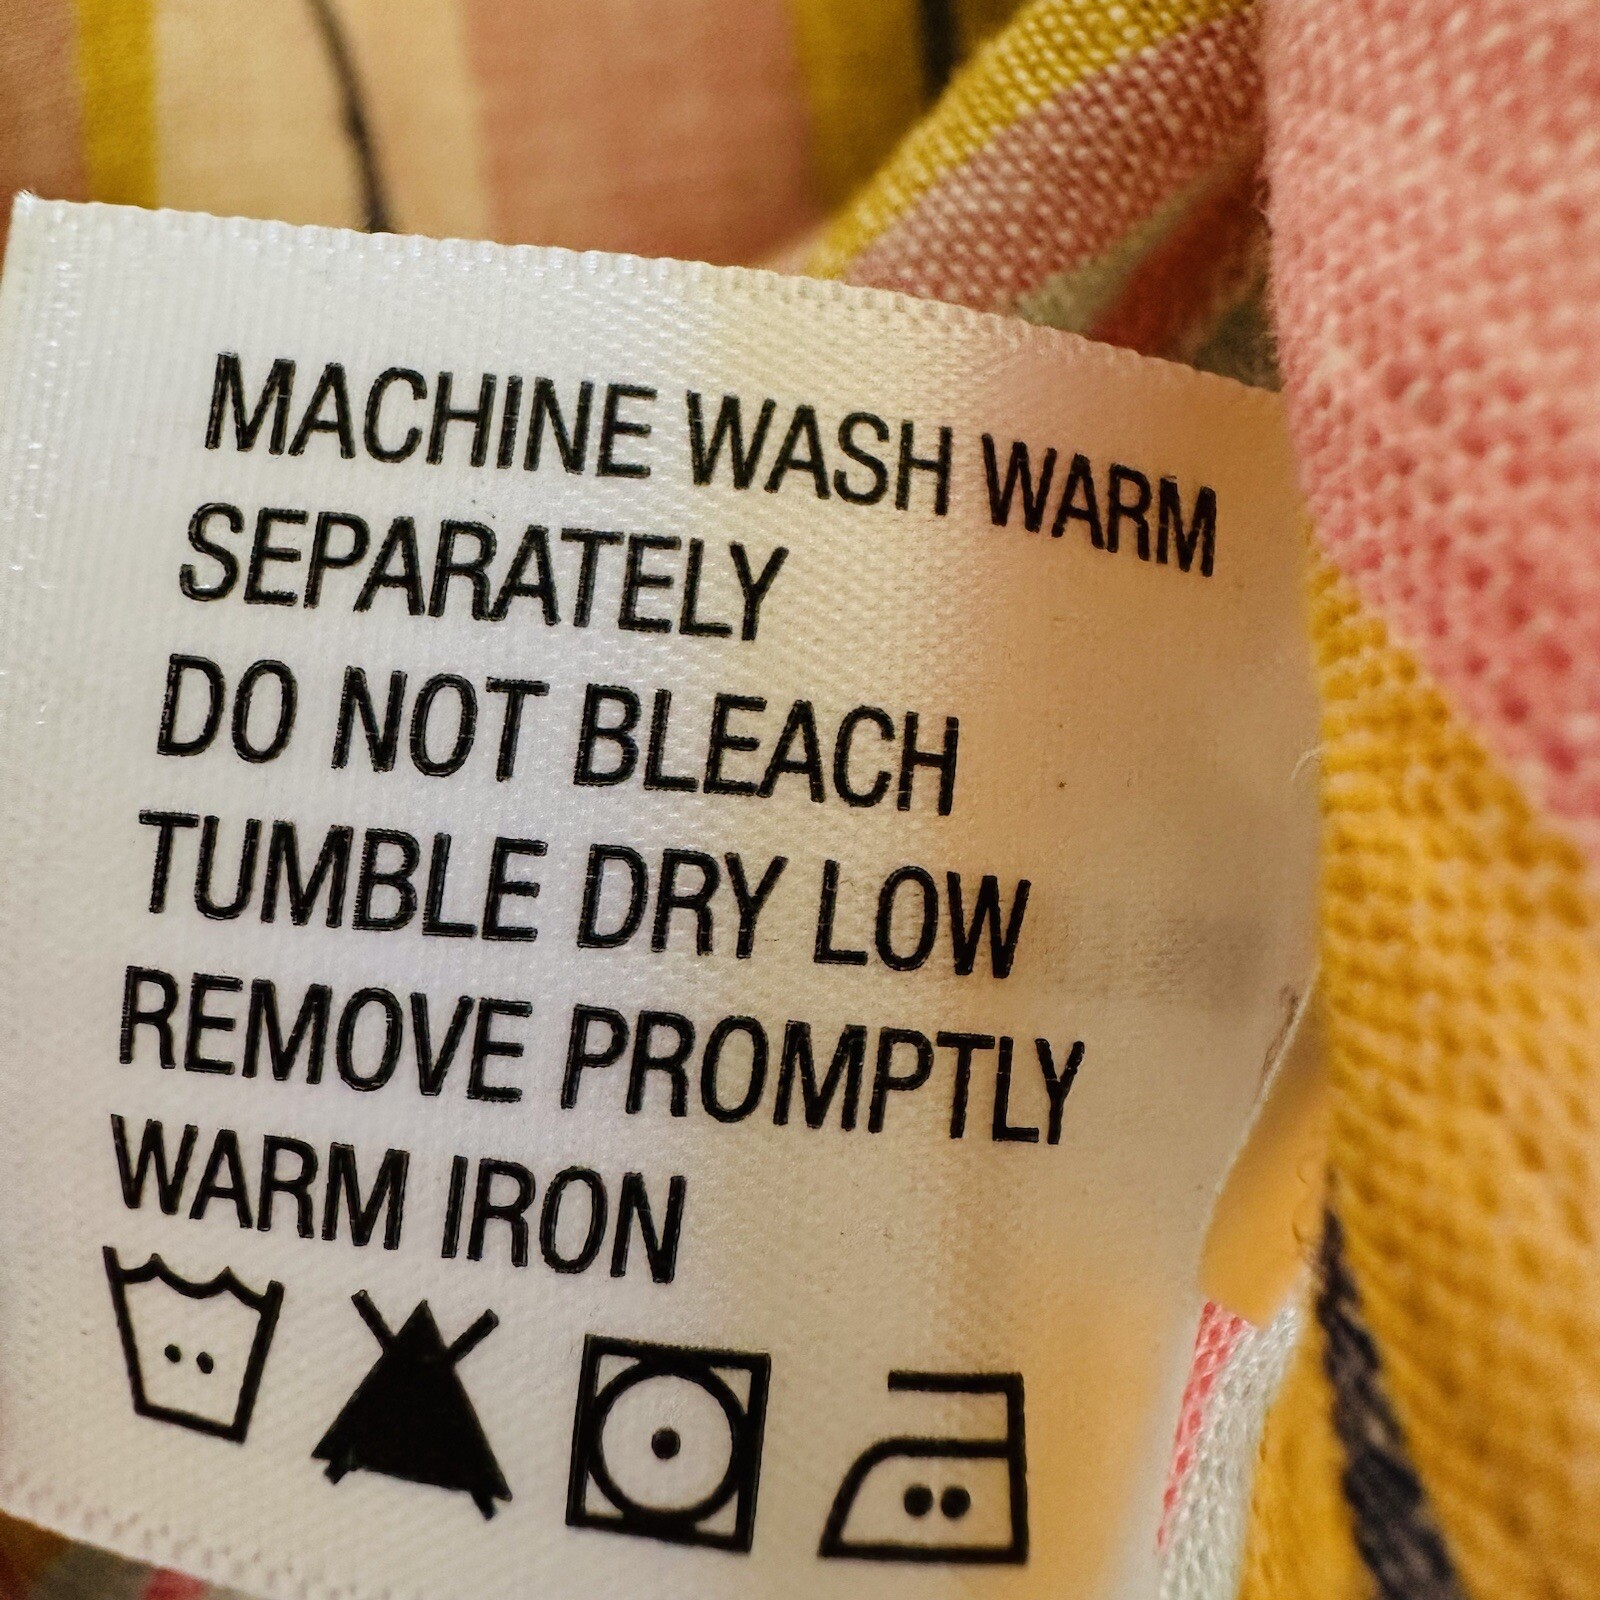 MACHINE WASH WARM
SEPARATELY
DO NOT BLEACH
TUMBLE DRY LOW
REMOVE PROMPTLY
WARM IRON